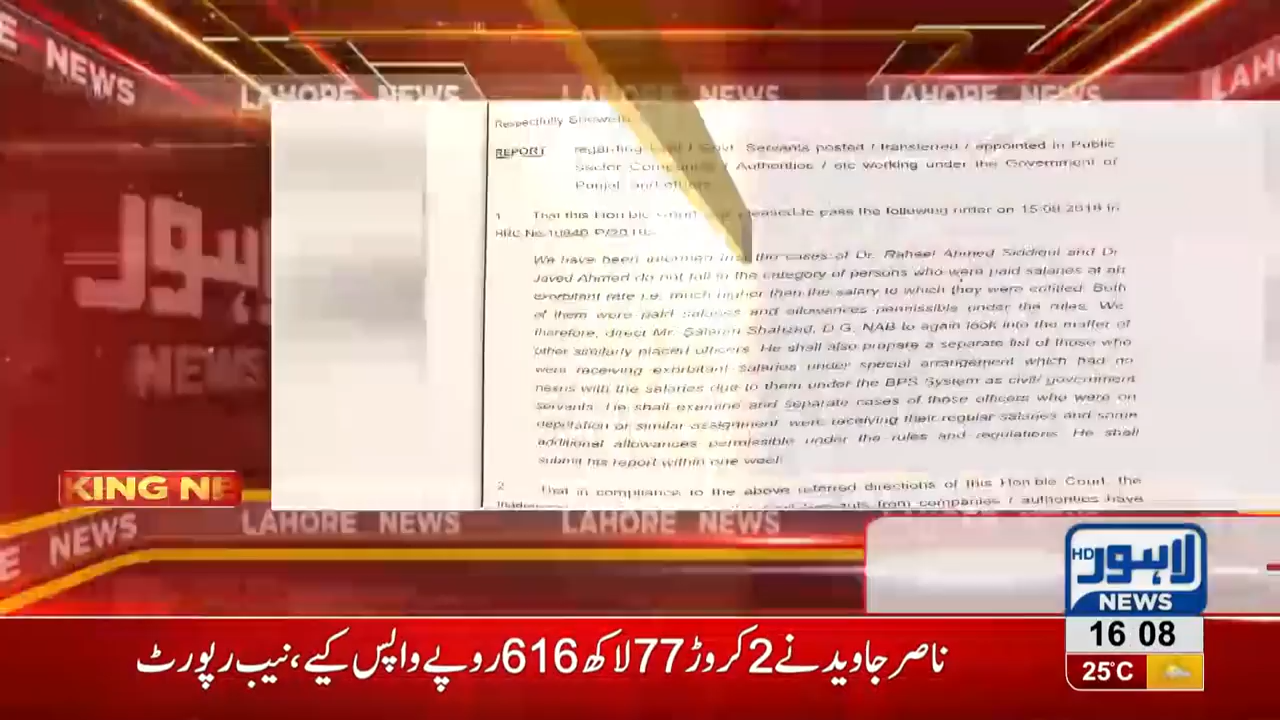 NEWS
LAHORE NEWS
LAHORE NEWS
LAHORE NEWS
LAH
Respectfully Sheweth
REPORT regarding Govt. Servants posted / transferred / appointed in Public
Sector Companies / Authorities / etc working under the Government of
Punjab and others
1. That this Hon'ble Court was pleased to pass the following order on 15-09-2018 in
We have been informed that the cases of Dr. Raheel Ahmed Siddiqui and Dr.
Javed Ahmed do not fall in the category of persons who were paid salaries at an
exorbitant rate i.e. much higher than the salary to which they were entitled. Both
of them were paid salaries and allowances permissible under the rules. We
therefore, direct Mr. Saleem Shahzad, D.G. NAB to again look into the matter of
other similarly placed officers. He shall also prepare a separate list of those who
were receiving exorbitant salaries under special arrangement which had no
nexus with the salaries due to them under the BPS System as civil/ government
servants. He shall examine and separate cases of those officers who were on
deputation or similar assignment were receiving their regular salaries and some
additional allowances permissible under the rules and regulations. He shall
submit his report within one week
2. That in compliance to the above referred directions of this Hon'ble Court, the
from companies / authorities have
لاہور
NEWS
KING NE
NEWS
LAHORE NEWS
LAHORE NEWS
HD لاہور
NEWS
16 08
25°C
ناصر جاوید نے 2 کروڑ 77 لاکھ 616 روپے واپس کیے، نیب رپورٹ